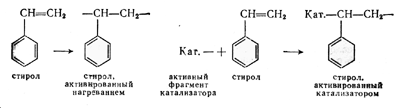 CH=CH₂ —CH—CH₂— CH=CH₂ Кат.—CH—CH₂—
Кат.— +
стирол стирол, активированный нагреванием активный фрагмент катализатора стирол стирол, активированный катализатором